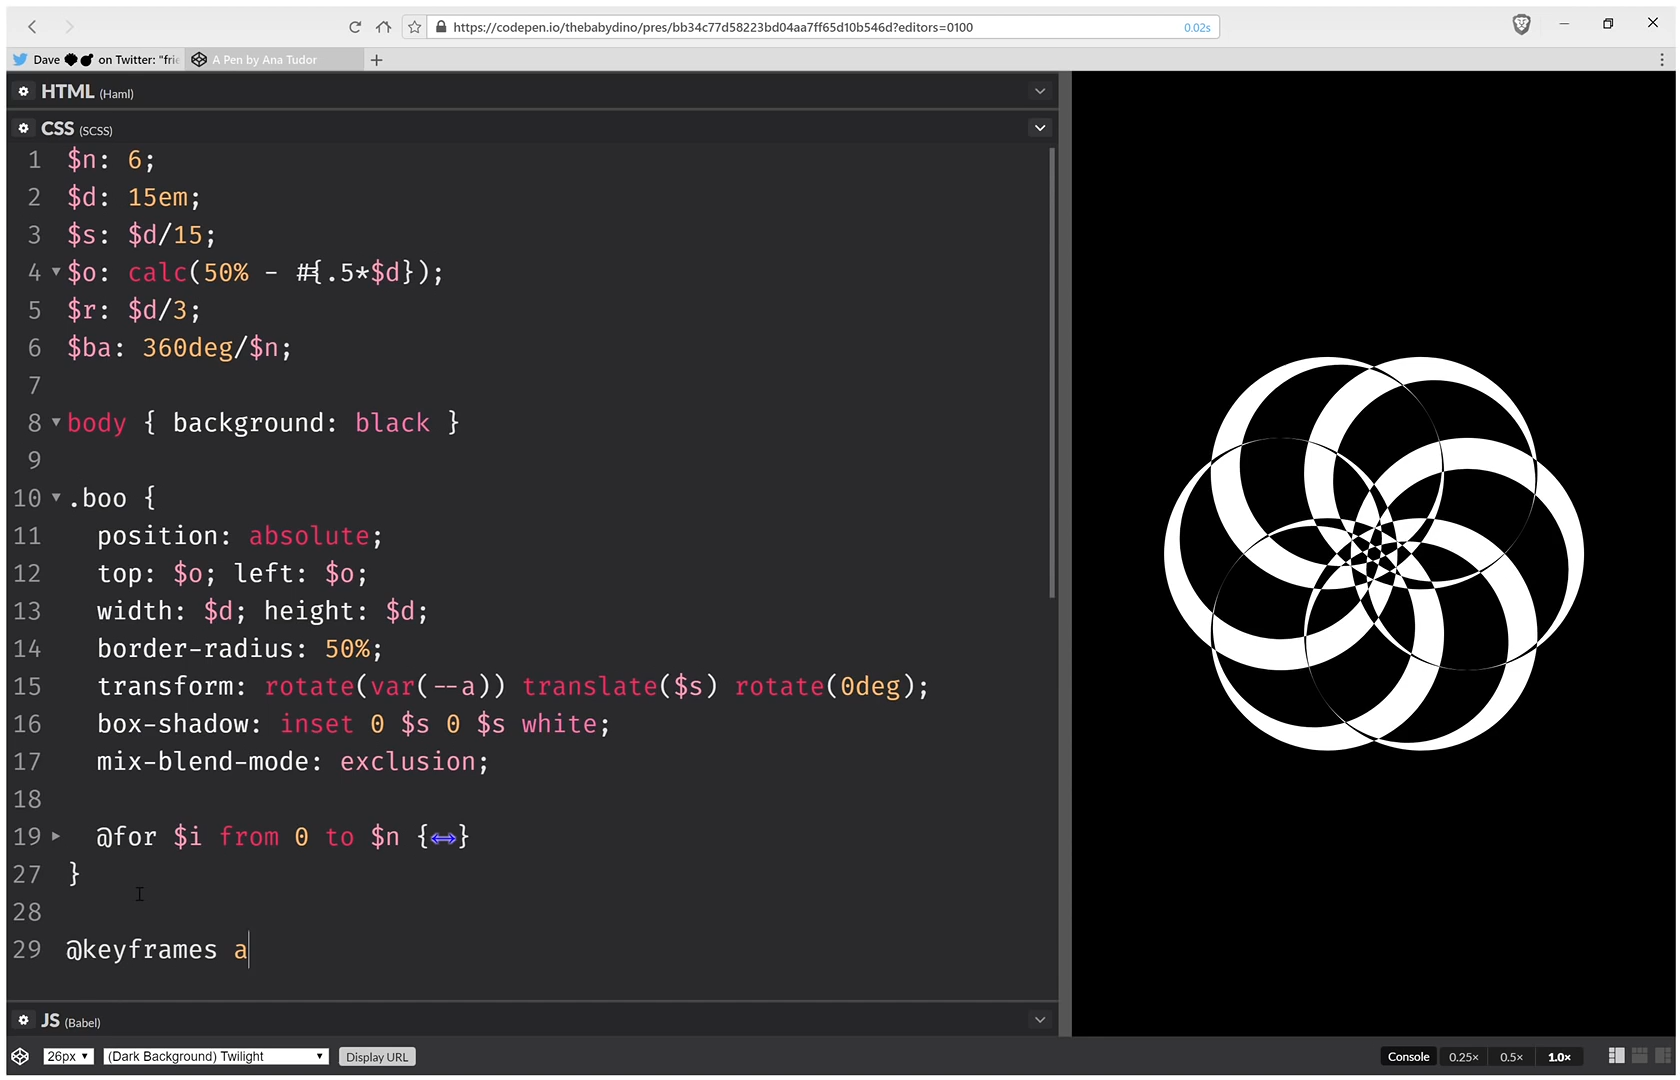 https://codepen.io/thebabydino/pres/bb34c77d58223bd04aa7ff65d10b546d?editors=0100 0.02s
Dave on Twitter: "frie A Pen by Ana Tudor +
HTML (Haml)
CSS (SCSS)
1 $n: 6;
2 $d: 15em;
3 $s: $d/15;
4 $o: calc(50% - #{.5*$d});
5 $r: $d/3;
6 $ba: 360deg/$n;
7
8 body { background: black }
9
10 .boo {
11 position: absolute;
12 top: $o; left: $o;
13 width: $d; height: $d;
14 border-radius: 50%;
15 transform: rotate(var(--a)) translate($s) rotate(0deg);
16 box-shadow: inset 0 $s 0 $s white;
17 mix-blend-mode: exclusion;
18
19 @for $i from 0 to $n {↔}
27 }
28
29 @keyframes a
JS (Babel)
26px (Dark Background) Twilight Display URL Console 0.25× 0.5× 1.0×